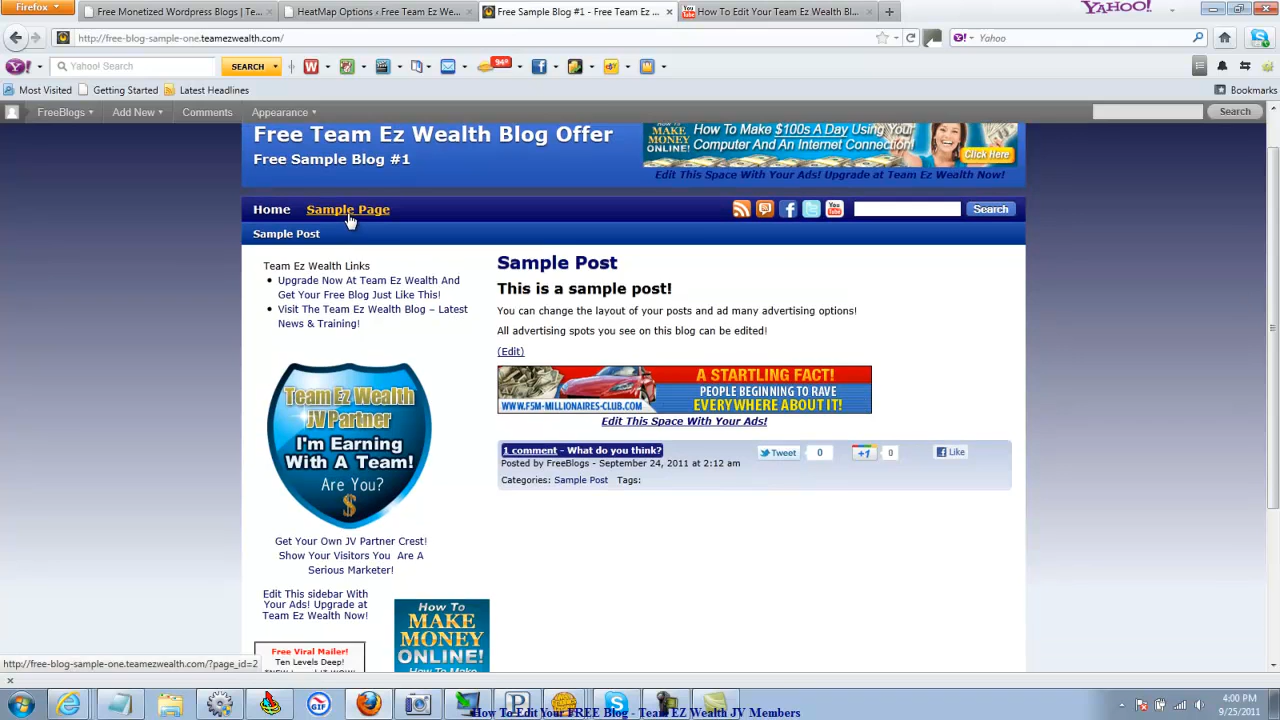 Firefox
Free Monetized Wordpress Blogs | Te...
HeatMap Options ‹ Free Team Ez We...
Free Sample Blog #1 - Free Team Ez ...
You Tube How To Edit Your Team Ez Wealth Bl...
YAHOO!
http://free-blog-sample-one.teamezwealth.com/
Yahoo
Yahoo! Search
SEARCH
94°
Most Visited
Getting Started
Latest Headlines
Bookmarks
FreeBlogs
Add New
Comments
Appearance
Search
Free Team Ez Wealth Blog Offer
Free Sample Blog #1
HOW TO MAKE MONEY ONLINE!
How To Make $100s A Day Using Your
Computer And An Internet Connection!
Click Here
Edit This Space With Your Ads! Upgrade at Team Ez Wealth Now!
Home
Sample Page
You Tube
Search
Sample Post
Team Ez Wealth Links
Upgrade Now At Team Ez Wealth And
Get Your Free Blog Just Like This!
Visit The Team Ez Wealth Blog – Latest
News & Training!
Team Ez Wealth
JV Partner
I'm Earning
With A Team!
Are You?
$
Get Your Own JV Partner Crest!
Show Your Visitors You Are A
Serious Marketer!
Edit This sidebar With
Your Ads! Upgrade at
Team Ez Wealth Now!
Free Viral Mailer!
Ten Levels Deep!
How To
MAKE
MONEY
ONLINE!
Sample Post
This is a sample post!
You can change the layout of your posts and ad many advertising options!
All advertising spots you see on this blog can be edited!
(Edit)
WWW.F5M-MILLIONAIRES-CLUB.COM
A STARTLING FACT!
PEOPLE BEGINNING TO RAVE
EVERYWHERE ABOUT IT!
Edit This Space With Your Ads!
1 comment - What do you think?
Tweet 0
+1 0
Like
Posted by FreeBlogs - September 24, 2011 at 2:12 am
Categories: Sample Post Tags:
http://free-blog-sample-one.teamezwealth.com/?page_id=2
4:00 PM
9/25/2011
How To Edit Your FREE Blog - Team EZ Wealth JV Members